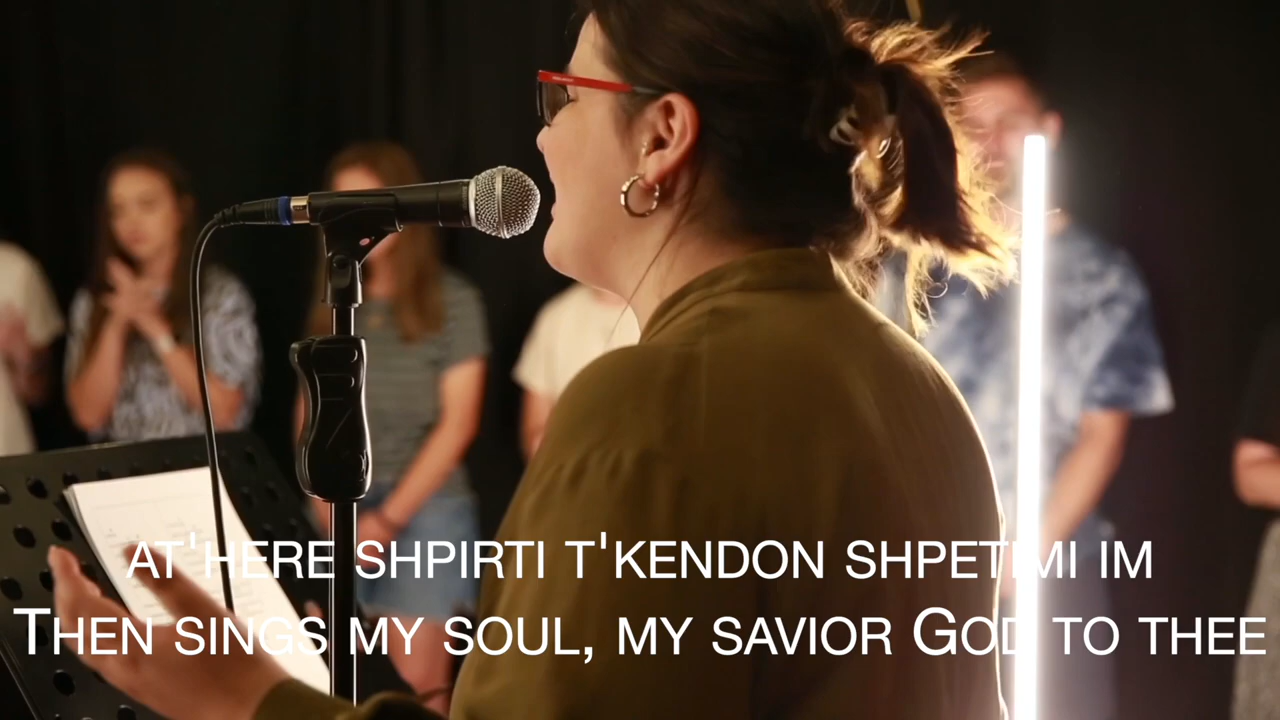 AT'HERE SHPIRTI T'KENDON SHPETIMI IM
THEN SINGS MY SOUL, MY SAVIOR GOD TO THEE